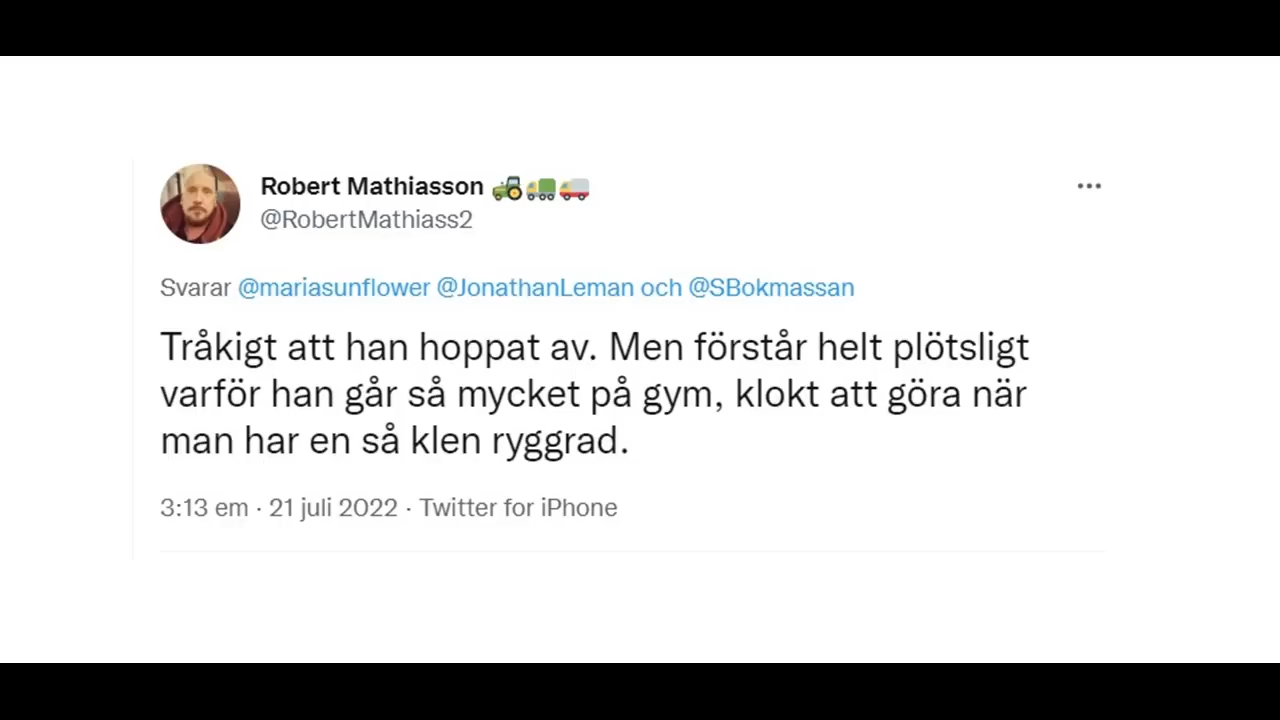 Robert Mathiasson 🚜🚛🚚
@RobertMathiass2
Svarar @mariasunflower @JonathanLeman och @SBokmassan
Tråkigt att han hoppat av. Men förstår helt plötsligt
varför han går så mycket på gym, klokt att göra när
man har en så klen ryggrad.
3:13 em · 21 juli 2022 · Twitter for iPhone